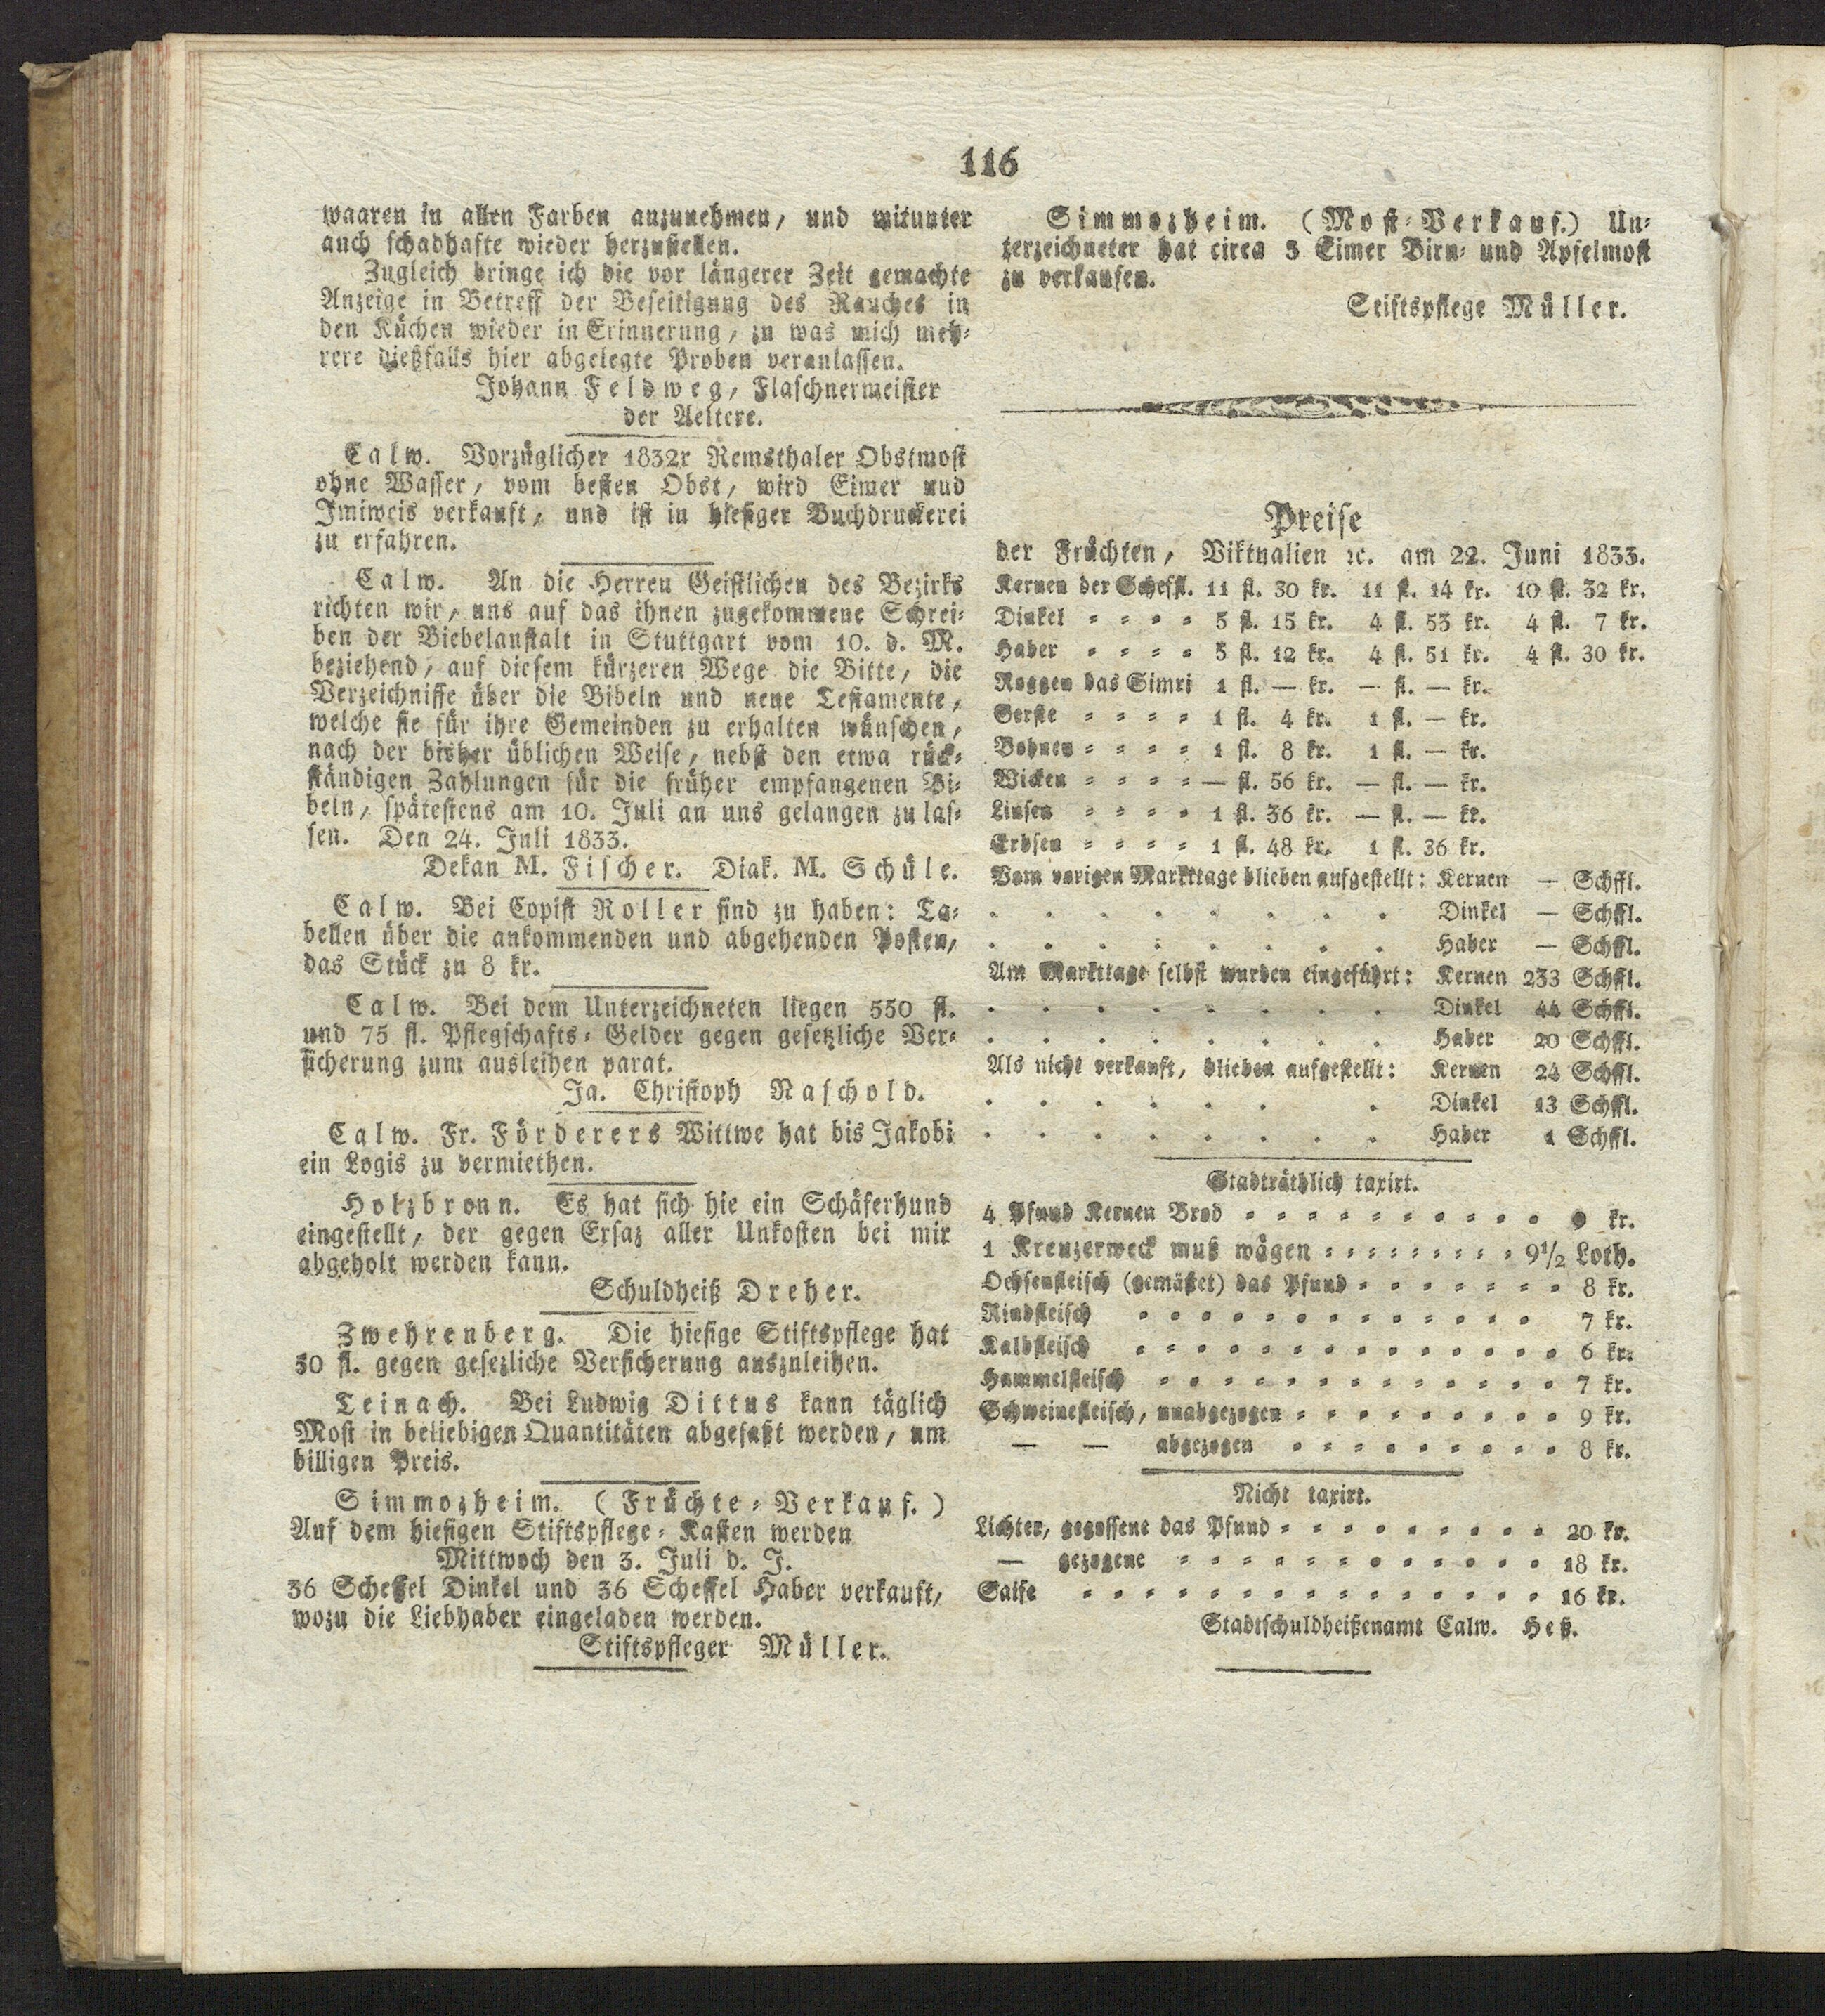 116
waaren in allen Farben anzunehmen, und mitunter
auch schadhafte wieder herzustellen.
Zugleich bringe ich die vor längerer Zeit gemachte
Anzeige in Betreff der Beseitigung des Rauches in
den Küchen wieder in Erinnerung, zu was mich meh-
rere dießfalls hier abgelegte Proben veranlassen.
Johann Feldweg, Flaschnermeister
der Aeltere.
Calw. Vorzüglicher 1832r Remsthaler Obstmost
ohne Wasser, vom besten Obst, wird Eimer und
Imiweis verkauft, und ist in hiesiger Buchdruckerei
zu erfahren.
Calw. An die Herren Geistlichen des Bezirks
richten wir, uns auf das ihnen zugekommene Schrei-
ben der Biebelanstalt in Stuttgart vom 10. d. M.
beziehend, auf diesem kürzeren Wege die Bitte, die
Verzeichnisse über die Bibeln und neue Testamente,
welche sie für ihre Gemeinden zu erhalten wünschen,
nach der bisher üblichen Weise, nebst den etwa rück-
ständigen Zahlungen für die früher empfangenen Bi-
beln, spätestens am 10. Juli an uns gelangen zu las-
sen. Den 24. Juli 1833.
Dekan M. Fischer. Diak. M. Schüle.
Calw. Bei Copist Roller sind zu haben: Ta-
bellen über die ankommenden und abgehenden Posten,
das Stück zu 8 kr.
Calw. Bei dem Unterzeichneten liegen 550 fl.
und 75 fl. Pflegschafts-Gelder gegen gesetzliche Ver-
sicherung zum ausleihen parat.
Ja. Christoph Naschold.
Calw. Fr. Förderers Wittwe hat bis Jakobi
ein Logis zu vermiethen.
Holzbronn. Es hat sich hie ein Schäferhund
eingestellt, der gegen Ersaz aller Unkosten bei mir
abgeholt werden kann.
Schuldheiß Dreher.
Zwehrenberg. Die hiesige Stiftspflege hat
50 fl. gegen gesezliche Versicherung auszuleihen.
Teinach. Bei Ludwig Dittus kann täglich
Most in beliebigen Quantitäten abgefaßt werden, um
billigen Preis.
Simmozheim. (Früchte-Verkauf.)
Auf dem hiesigen Stiftspflege-Kasten werden
Mittwoch den 3. Juli d. J.
36 Scheffel Dinkel und 36 Scheffel Haber verkauft,
wozu die Liebhaber eingeladen werden.
Stiftspfleger Müller.
Simmozheim. (Most-Verkauf.) Un-
terzeichneter hat circa 3 Eimer Birn- und Apfelmost
zu verkaufen.
Stiftspflege Müller.
Preise
der Früchten, Viktualien ꝛc. am 22. Juni 1833.
Kernen der Scheffl. 11 fl. 30 kr. 11 fl. 14 kr. 10 fl. 32 kr.
Dinkel - - - - 5 fl. 15 kr. 4 fl. 53 kr. 4 fl. 7 kr.
Haber - - - - 5 fl. 12 kr. 4 fl. 51 kr. 4 fl. 30 kr.
Roggen das Simri 1 fl. — kr. — fl. — kr.
Gerste - - - - 1 fl. 4 kr. 1 fl. — kr.
Bohnen - - - - 1 fl. 8 kr. 1 fl. — kr.
Wicken - - - - — fl. 56 kr. — fl. — kr.
Linsen - - - - 1 fl. 36 kr. — fl. — kr.
Erbsen - - - - 1 fl. 48 kr. 1 fl. 36 kr.
Vom vorigen Markttage blieben aufgestellt: Kernen — Schffl.
. . . . . . . . Dinkel — Schffl.
. . . . . . . . Haber — Schffl.
Am Markttage selbst wurden eingeführt: Kernen 233 Schffl.
. . . . . . . . Dinkel 44 Schffl.
. . . . . . . . Haber 20 Schffl.
Als nicht verkauft, blieben aufgestellt: Kernen 24 Schffl.
. . . . . . . . Dinkel 13 Schffl.
. . . . . . . . Haber 1 Schffl.
Stadträthlich taxirt.
4 Pfund Kernen Brod - - - - - - - - - - kr.
1 Kreuzerweck muß wägen - - - - - - - - - 9 1/2 Loth.
Ochsenfleisch (gemästet) das Pfund - - - - - - - - 8 kr.
Rindfleisch - - - - - - - - - - - - - 7 kr.
Kalbfleisch - - - - - - - - - - - - - - 6 kr.
Hammelfleisch - - - - - - - - - - - - - 7 kr.
Schweinefleisch, unabgezogen - - - - - - - - - 9 kr.
— — abgezogen - - - - - - - - - 8 kr.
Nicht taxirt.
Lichter, gegossene das Pfund - - - - - - - - - 20 kr.
— gezogene - - - - - - - - - - - - 18 kr.
Saife - - - - - - - - - - - - - - - 16 kr.
Stadtschuldheißenamt Calw. Heß.